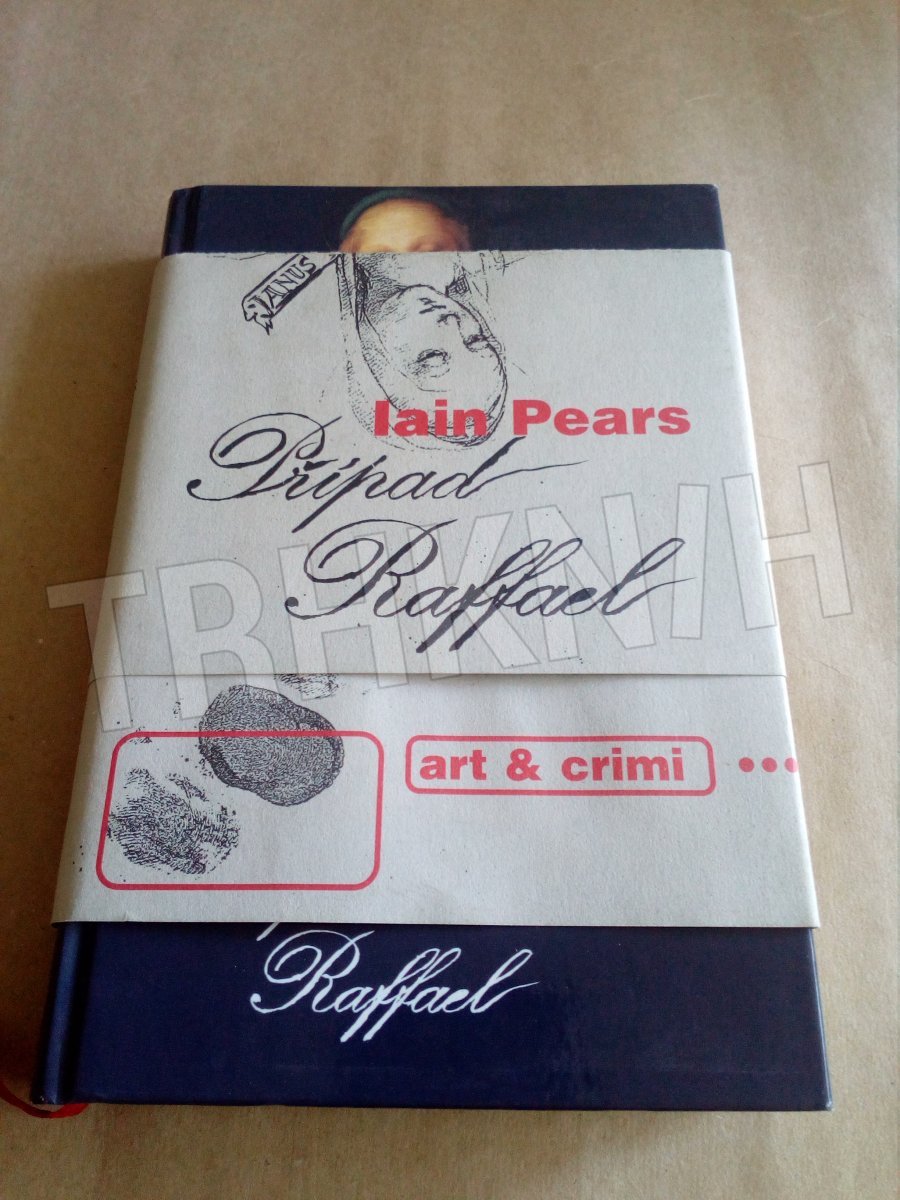 JANUS
Iain Pears
Případ
Raffael
TRHKNIH
art & crimi ...
Raffael